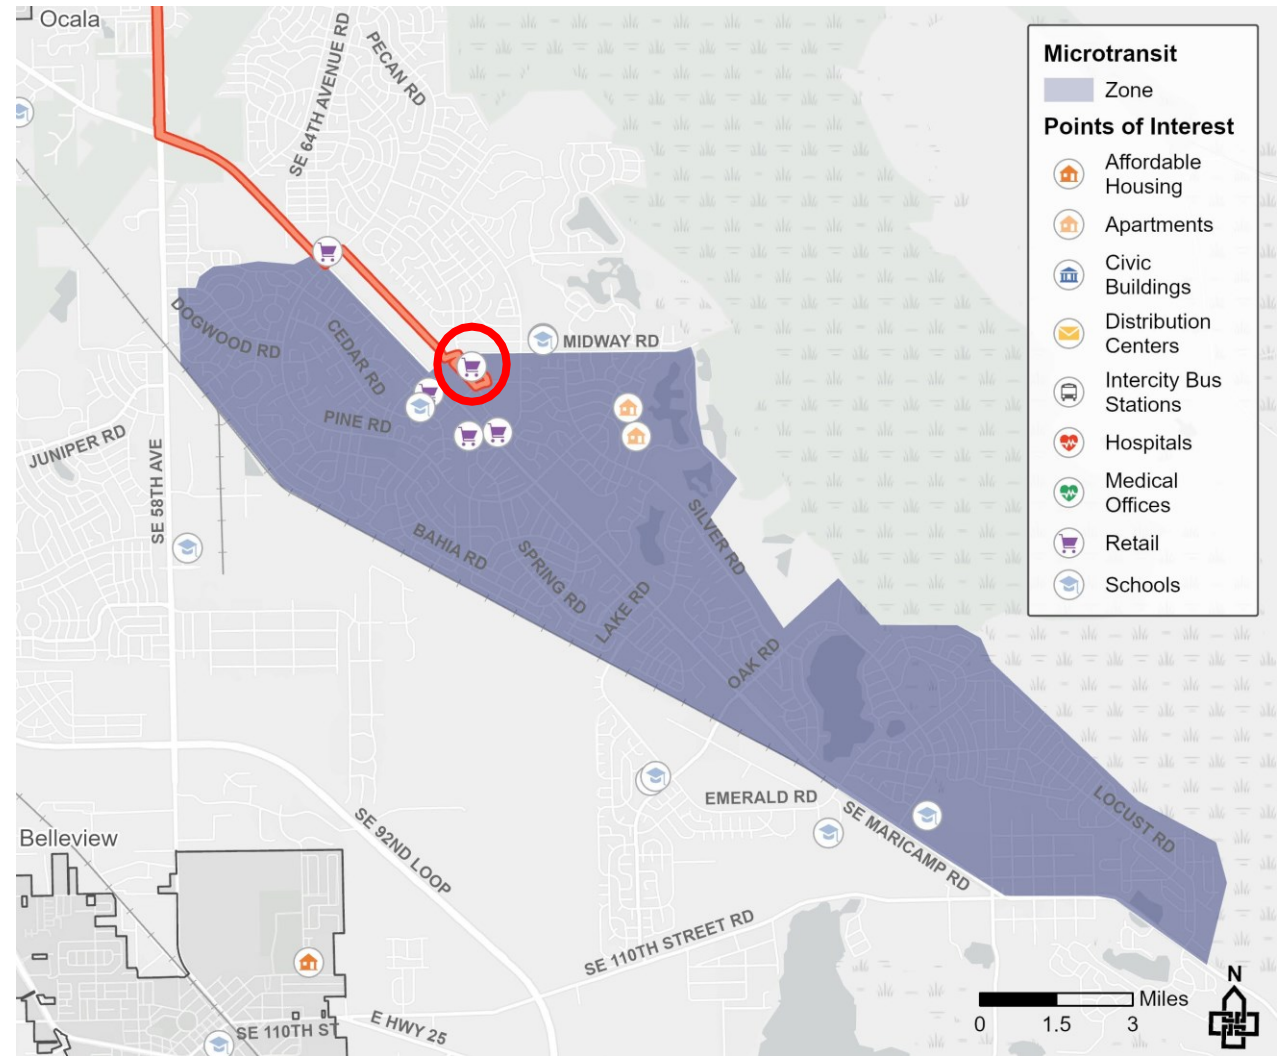 Ocala
SE 64TH AVENUE RD
PECAN RD
Microtransit
Zone
Points of Interest
Affordable
Housing
Apartments
Civic
Buildings
Distribution
Centers
Intercity Bus
Stations
Hospitals
Medical
Offices
Retail
Schools
DOGWOOD RD
CEDAR RD
MIDWAY RD
PINE RD
JUNIPER RD
SE 58TH AVE
BAHIA RD
SPRING RD
LAKE RD
SILVER RD
OAK RD
EMERALD RD
SE MARICAMP RD
LOCUST RD
Belleview
SE 92ND LOOP
SE 110TH STREET RD
SE 110TH ST
E HWY 25
N
Miles
0 1.5 3